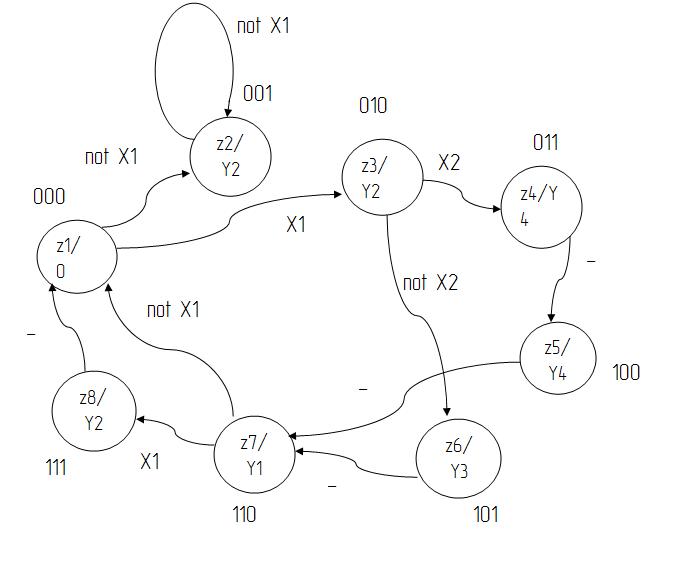 not X1
001
z2/
Y2
010
not X1
z3/
Y2
X2
011
z4/Y
4
000
z1/
0
X1
–
not X2
not X1
–
z5/
Y4
100
–
z8/
Y2
111
X1
z7/
Y1
110
–
z6/
Y3
101